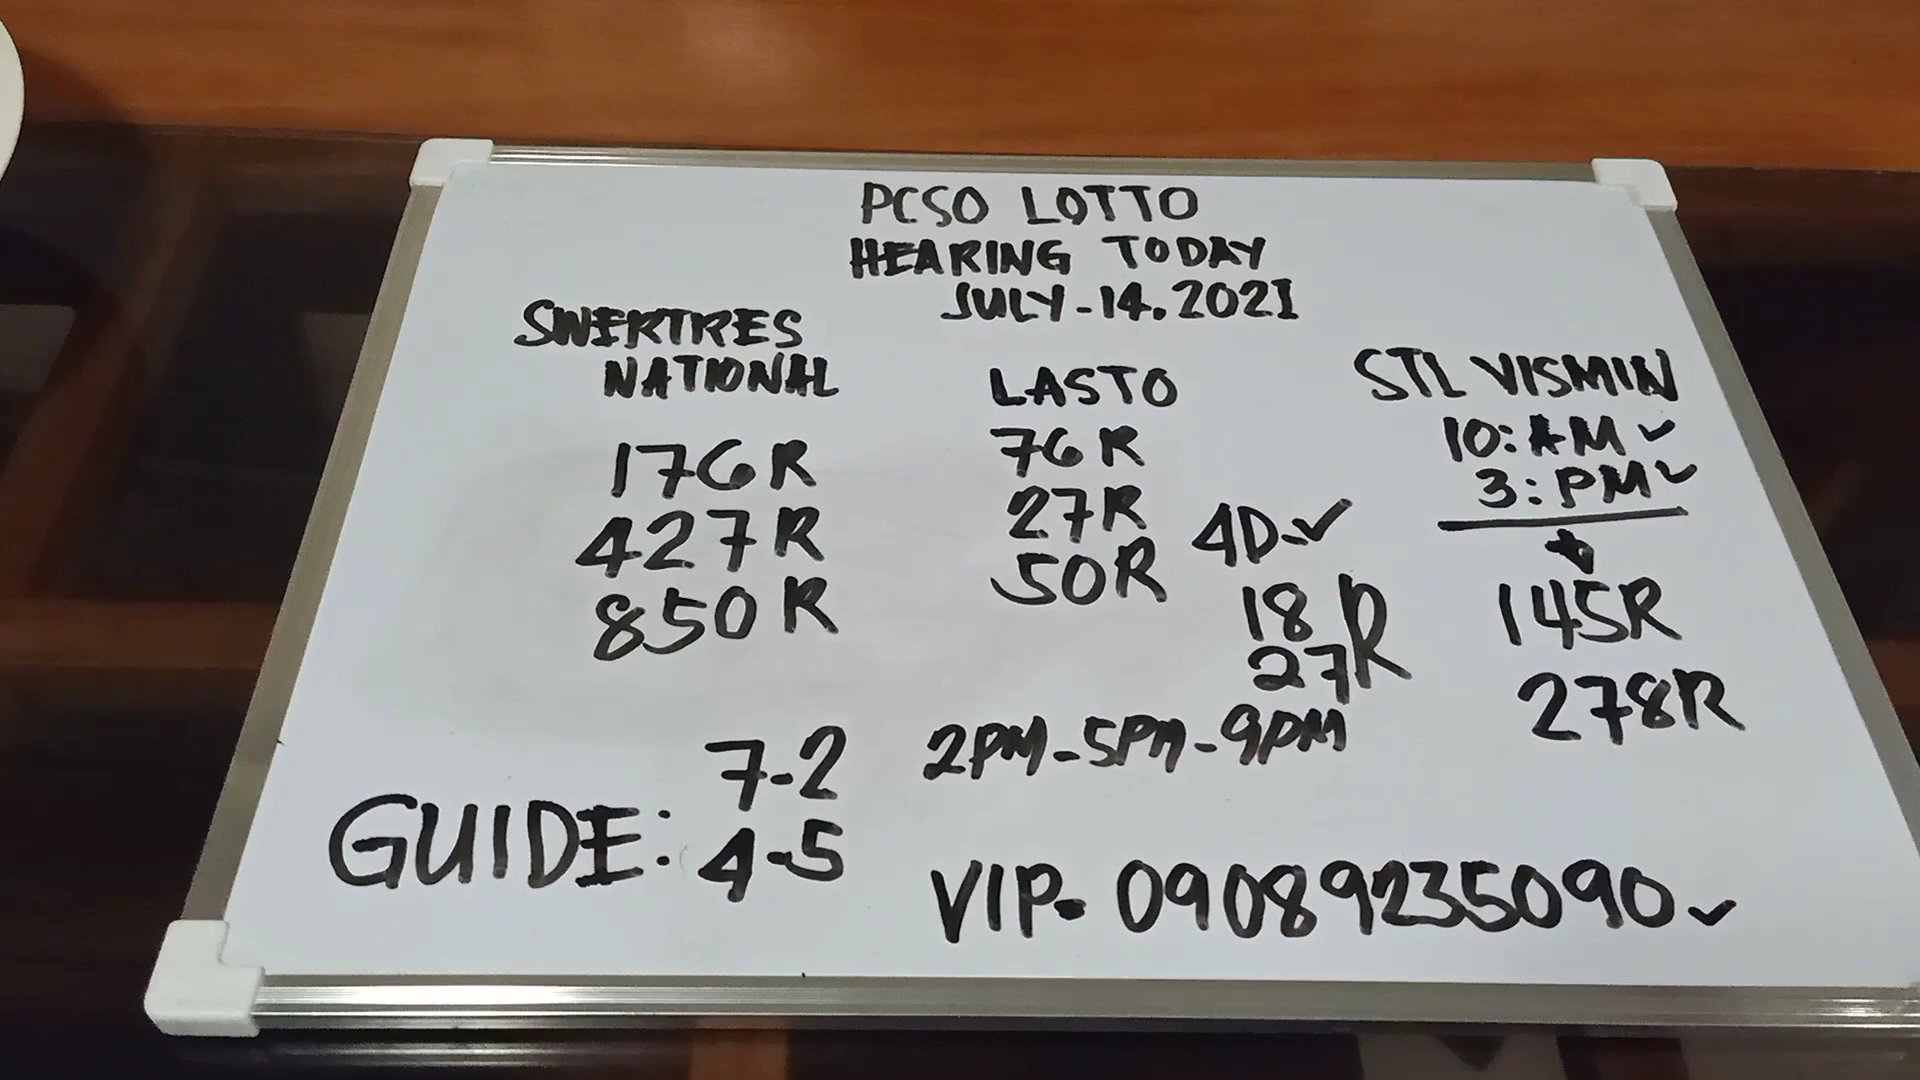 PCSO LOTTO
HEARING TODAY
JULY-14.2021
SWERTRES
NATIONAL
176R
427R
850R
LASTO
76R
27R
50R
4D-✓
18R
27R
STL VISMIN
10:AM✓
3:PM✓
145R
278R
2PM-5PM-9PM
GUIDE: 7-2
4-5
VIP- 09089235090✓